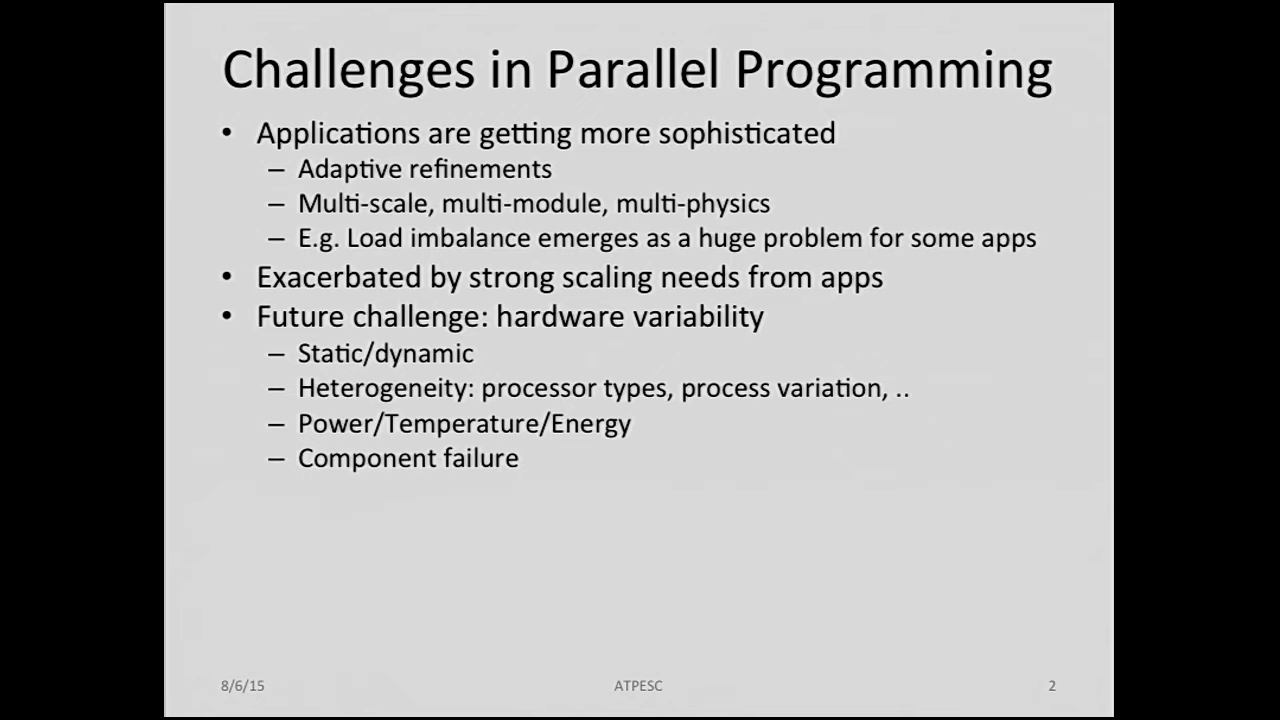 Challenges in Parallel Programming
• Applications are getting more sophisticated
– Adaptive refinements
– Multi-scale, multi-module, multi-physics
– E.g. Load imbalance emerges as a huge problem for some apps
• Exacerbated by strong scaling needs from apps
• Future challenge: hardware variability
– Static/dynamic
– Heterogeneity: processor types, process variation, ..
– Power/Temperature/Energy
– Component failure
8/6/15 ATPESC 2